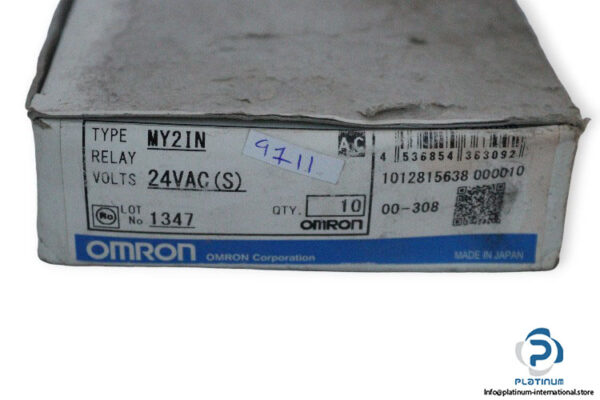 TYPE MY2IN
RELAY
VOLTS 24VAC(S)
LOT No 1347
QTY. 10
OMRON
9711
AC
4 536854 363092
1012815638 000010
00-308
OMRON OMRON Corporation
MADE IN JAPAN
PLATINUM
Info@platinum-international.store